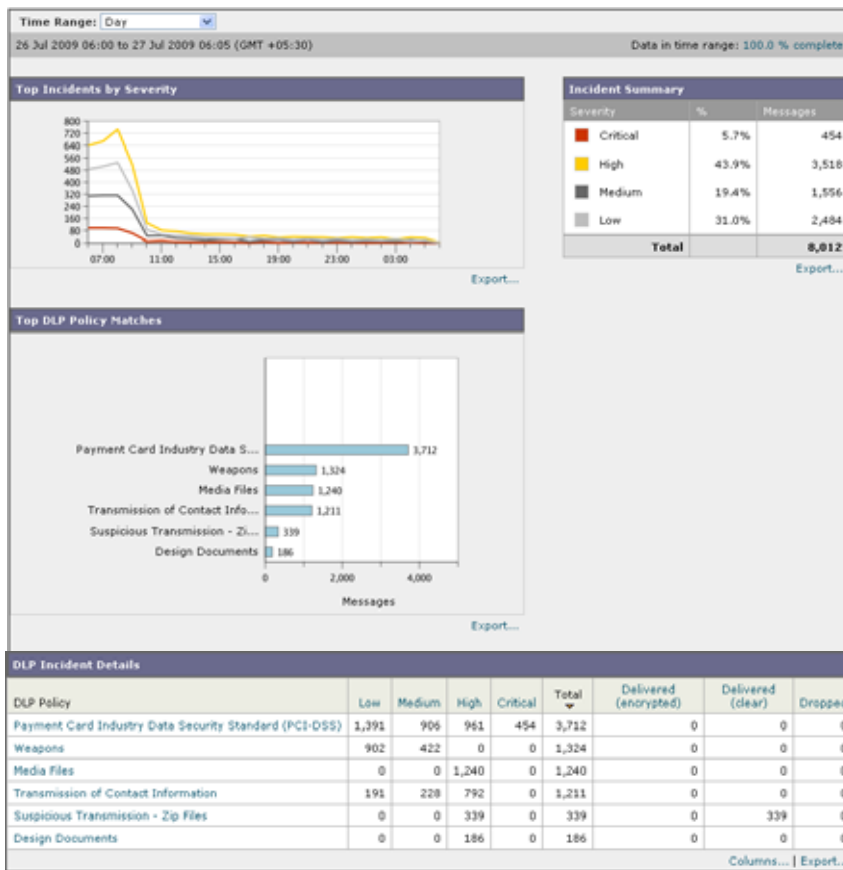 Time Range: Day
26 Jul 2009 06:00 to 27 Jul 2009 06:05 (GMT +05:30)
Data in time range: 100.0 % complete
Top Incidents by Severity
800
720
640
560
480
400
320
240
160
80
0
07:00 11:00 15:00 19:00 23:00 03:00
Export...
Incident Summary
Severity % Messages
Critical 5.7% 454
High 43.9% 3,518
Medium 19.4% 1,556
Low 31.0% 2,484
Total 8,012
Export...
Top DLP Policy Matches
Payment Card Industry Data S... 3,712
Weapons 1,324
Media Files 1,240
Transmission of Contact Info... 1,211
Suspicious Transmission - Zi... 339
Design Documents 186
0 2,000 4,000
Messages
Export...
DLP Incident Details
DLP Policy Low Medium High Critical Total Delivered (encrypted) Delivered (clear) Dropped
Payment Card Industry Data Security Standard (PCI-DSS) 1,391 906 961 454 3,712 0 0 0
Weapons 902 422 0 0 1,324 0 0 0
Media Files 0 0 1,240 0 1,240 0 0 0
Transmission of Contact Information 191 228 792 0 1,211 0 0 0
Suspicious Transmission - Zip Files 0 0 339 0 339 0 339 0
Design Documents 0 0 186 0 186 0 0 0
Columns... | Export...